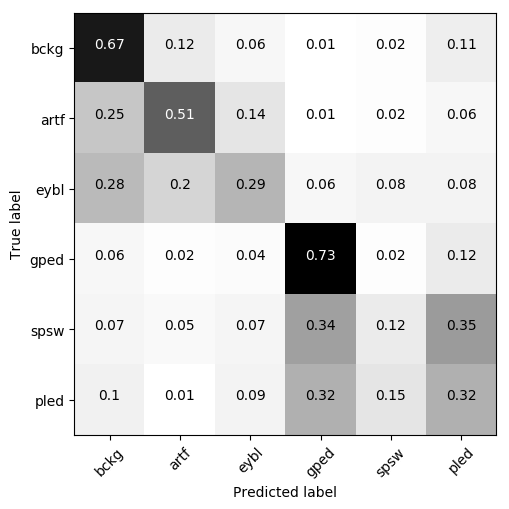 bckg 0.67 0.12 0.06 0.01 0.02 0.11
artf 0.25 0.51 0.14 0.01 0.02 0.06
eybl 0.28 0.2 0.29 0.06 0.08 0.08
gped 0.06 0.02 0.04 0.73 0.02 0.12
spsw 0.07 0.05 0.07 0.34 0.12 0.35
pled 0.1 0.01 0.09 0.32 0.15 0.32
True label
bckg artf eybl gped spsw pled
Predicted label